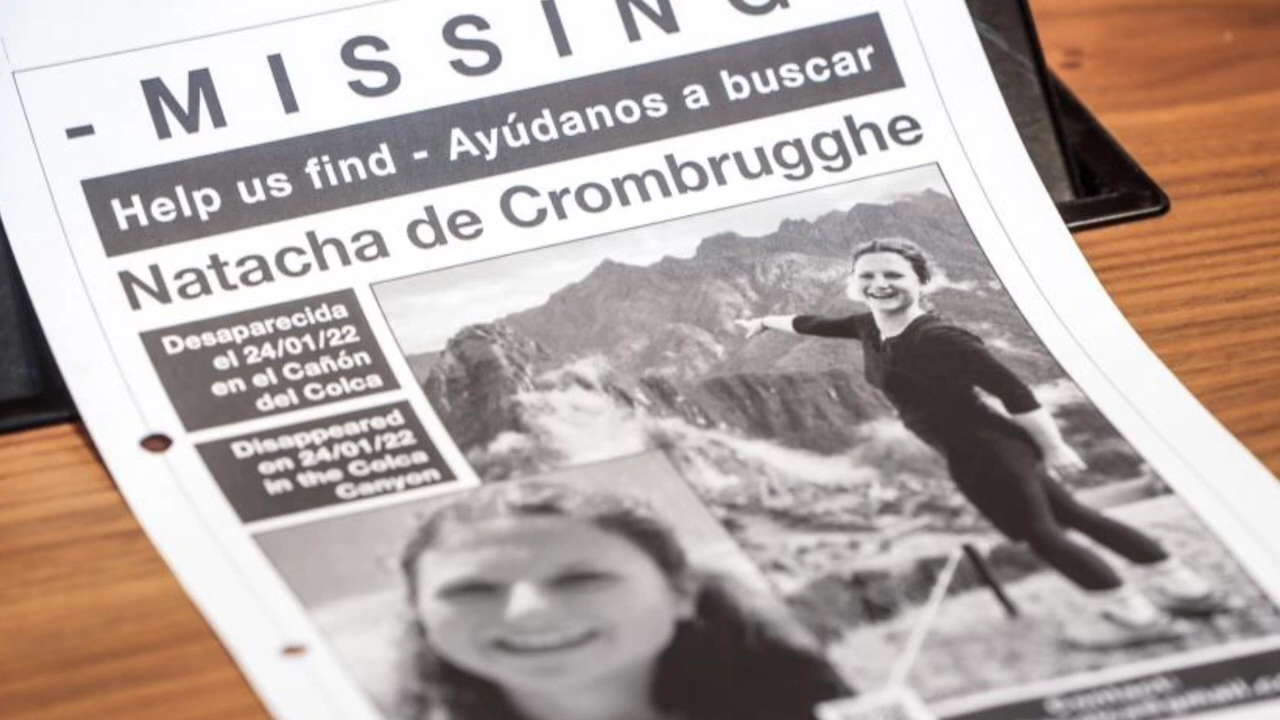 - MISSING
Help us find - Ayúdanos a buscar
Natacha de Crombrugghe
Desaparecida
el 24/01/22
en el Cañón
del Colca
Disappeared
on 24/01/22
in the Colca
Canyon